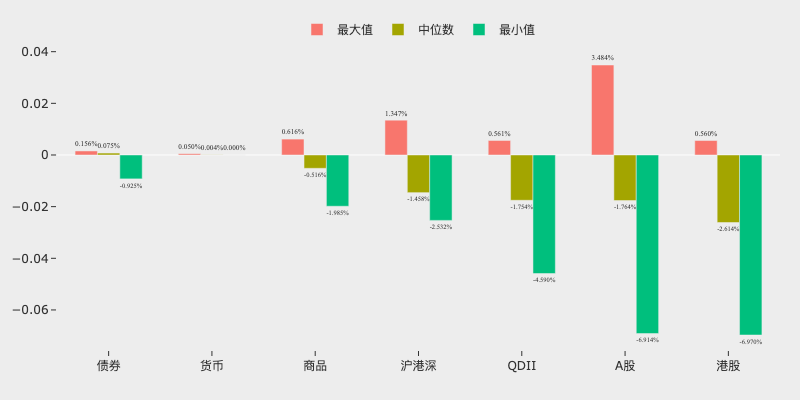 最大值 中位数 最小值
0.04
0.02
0
−0.02
−0.04
−0.06
0.156% 0.075% -0.925%
0.050% 0.004% 0.000%
0.616% -0.516% -1.985%
1.347% -1.458% -2.532%
0.561% -1.754% -4.590%
3.484% -1.764% -6.914%
0.560% -2.614% -6.970%
债券 货币 商品 沪港深 QDII A股 港股